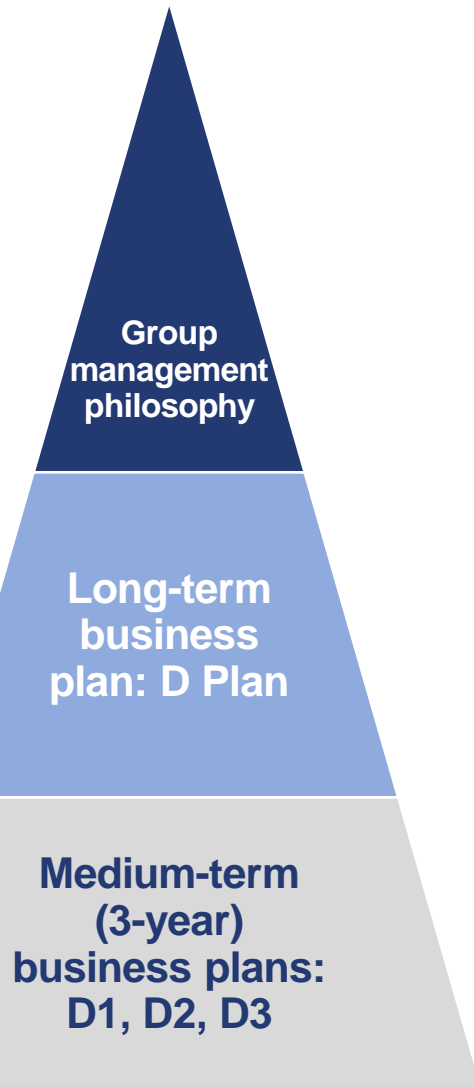 Group
management
philosophy
Long-term
business
plan: D Plan
Medium-term
(3-year)
business plans:
D1, D2, D3